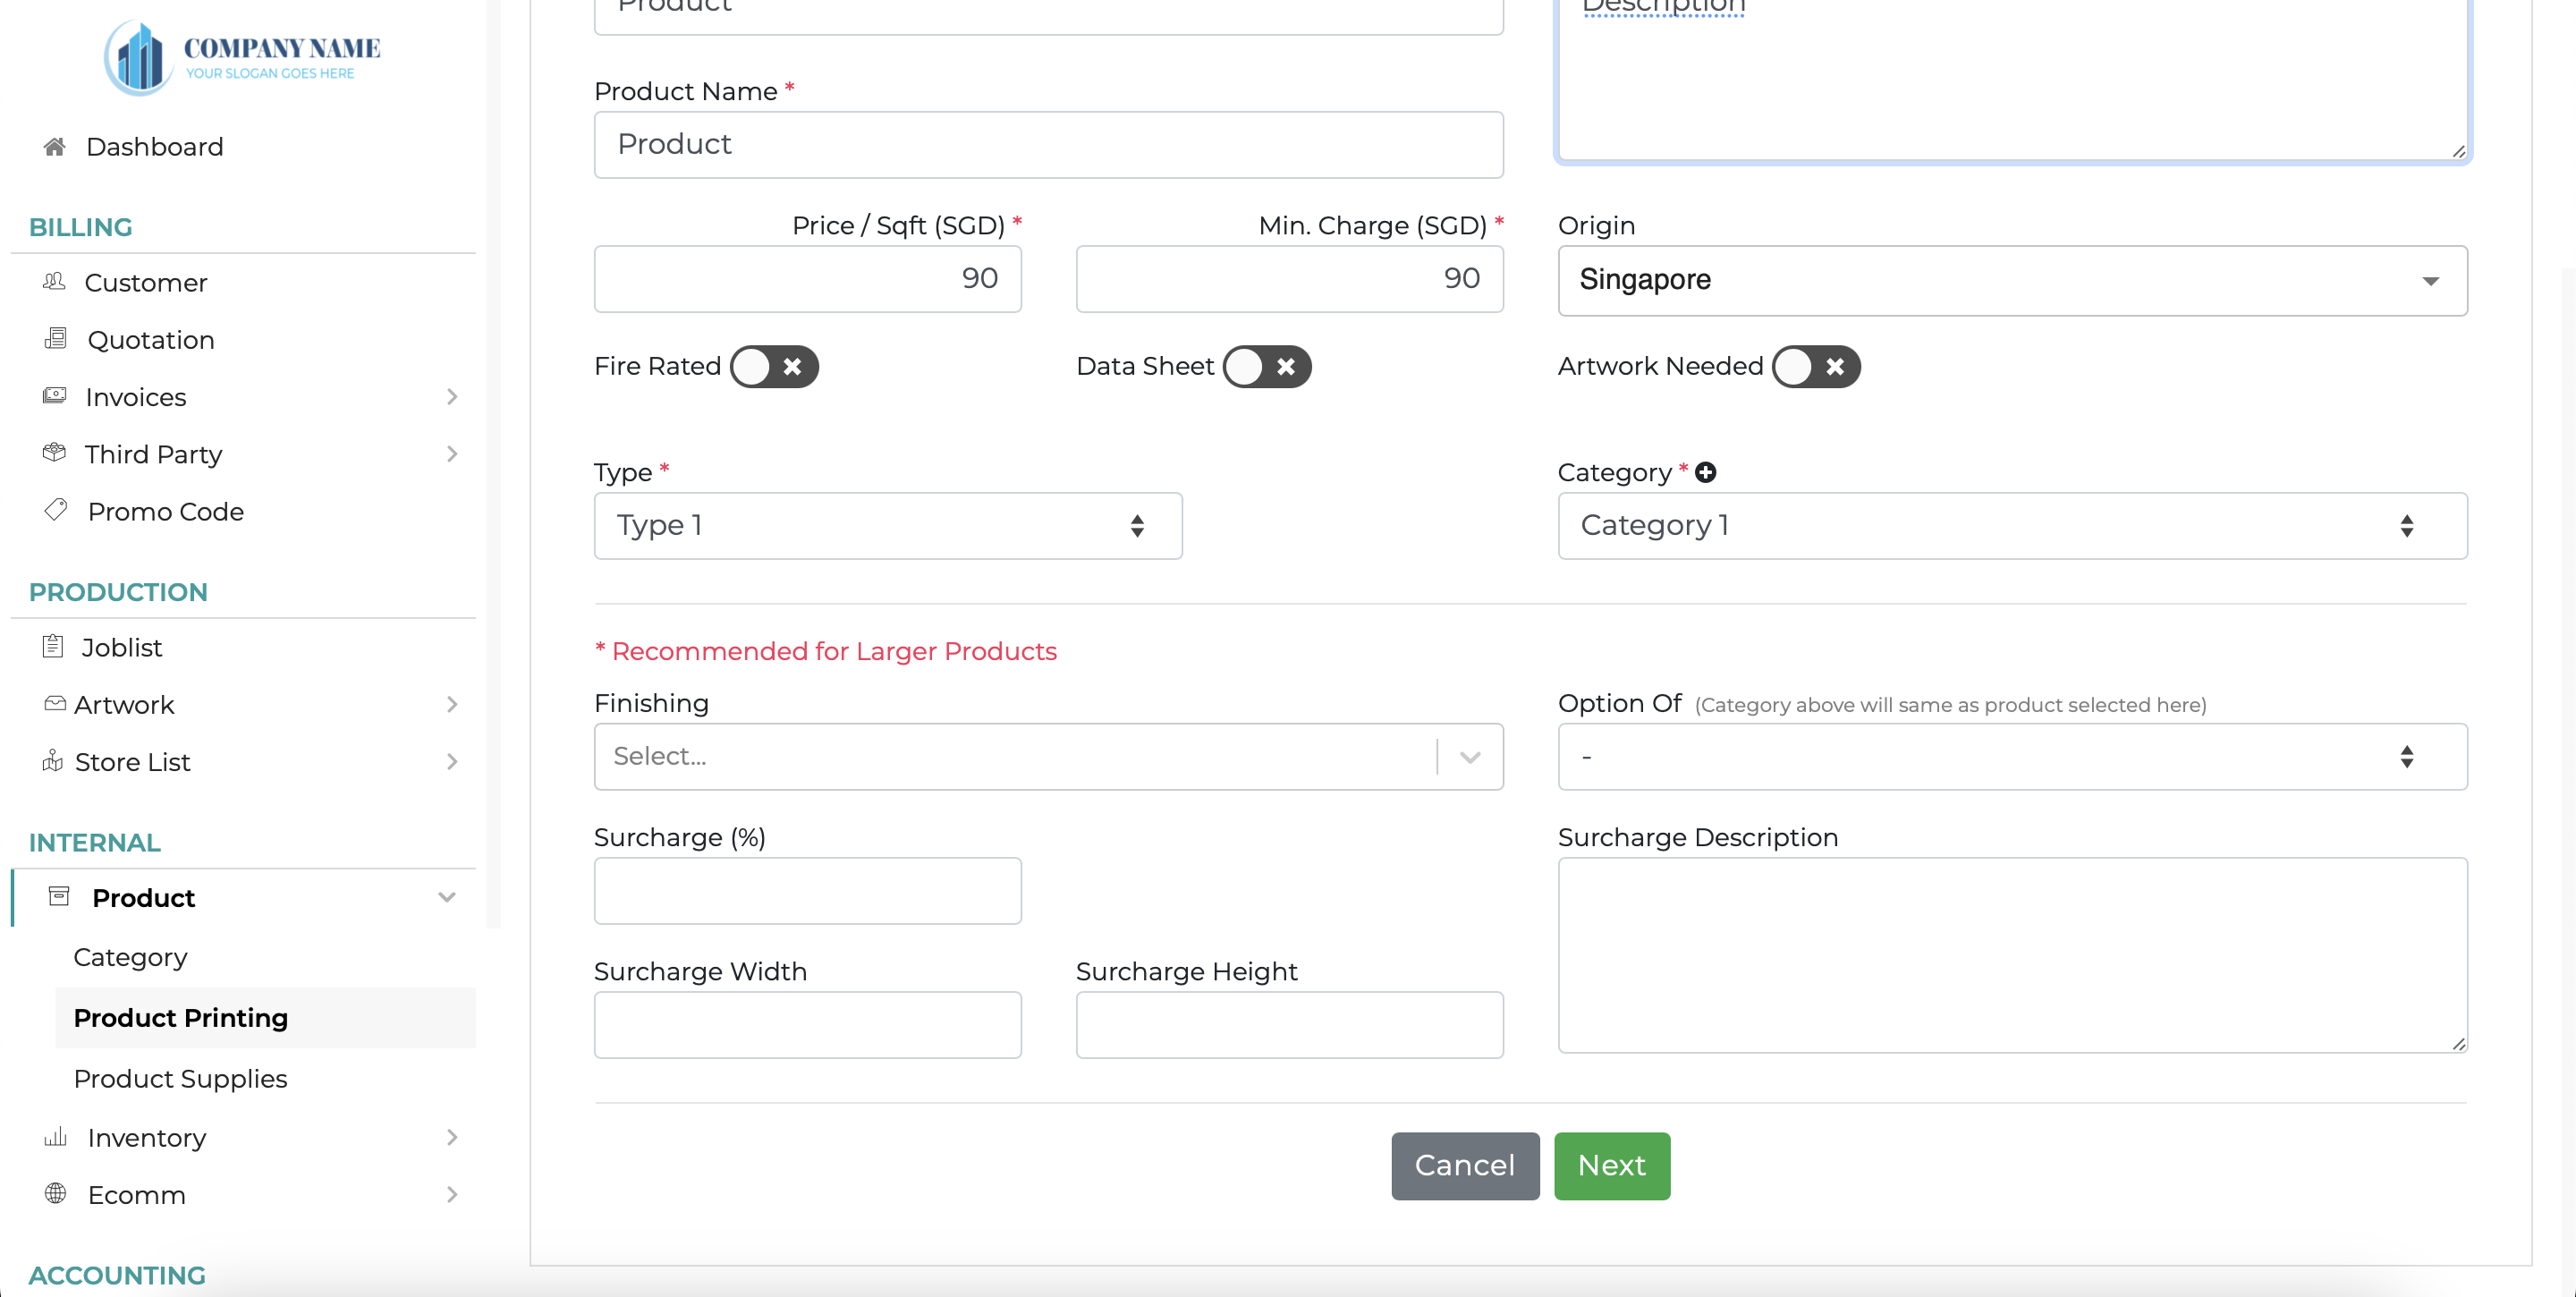 COMPANY NAME
YOUR SLOGAN GOES HERE
Dashboard
BILLING
Customer
Quotation
Invoices
Third Party
Promo Code
PRODUCTION
Joblist
Artwork
Store List
INTERNAL
Product
Category
Product Printing
Product Supplies
Inventory
Ecomm
ACCOUNTING
Product
Description
Product Name *
Product
Price / Sqft (SGD) *
90
Min. Charge (SGD) *
90
Origin
Singapore
Fire Rated
Data Sheet
Artwork Needed
Type *
Type 1
Category *
Category 1
* Recommended for Larger Products
Finishing
Select...
Option Of (Category above will same as product selected here)
-
Surcharge (%)
Surcharge Description
Surcharge Width
Surcharge Height
Cancel
Next